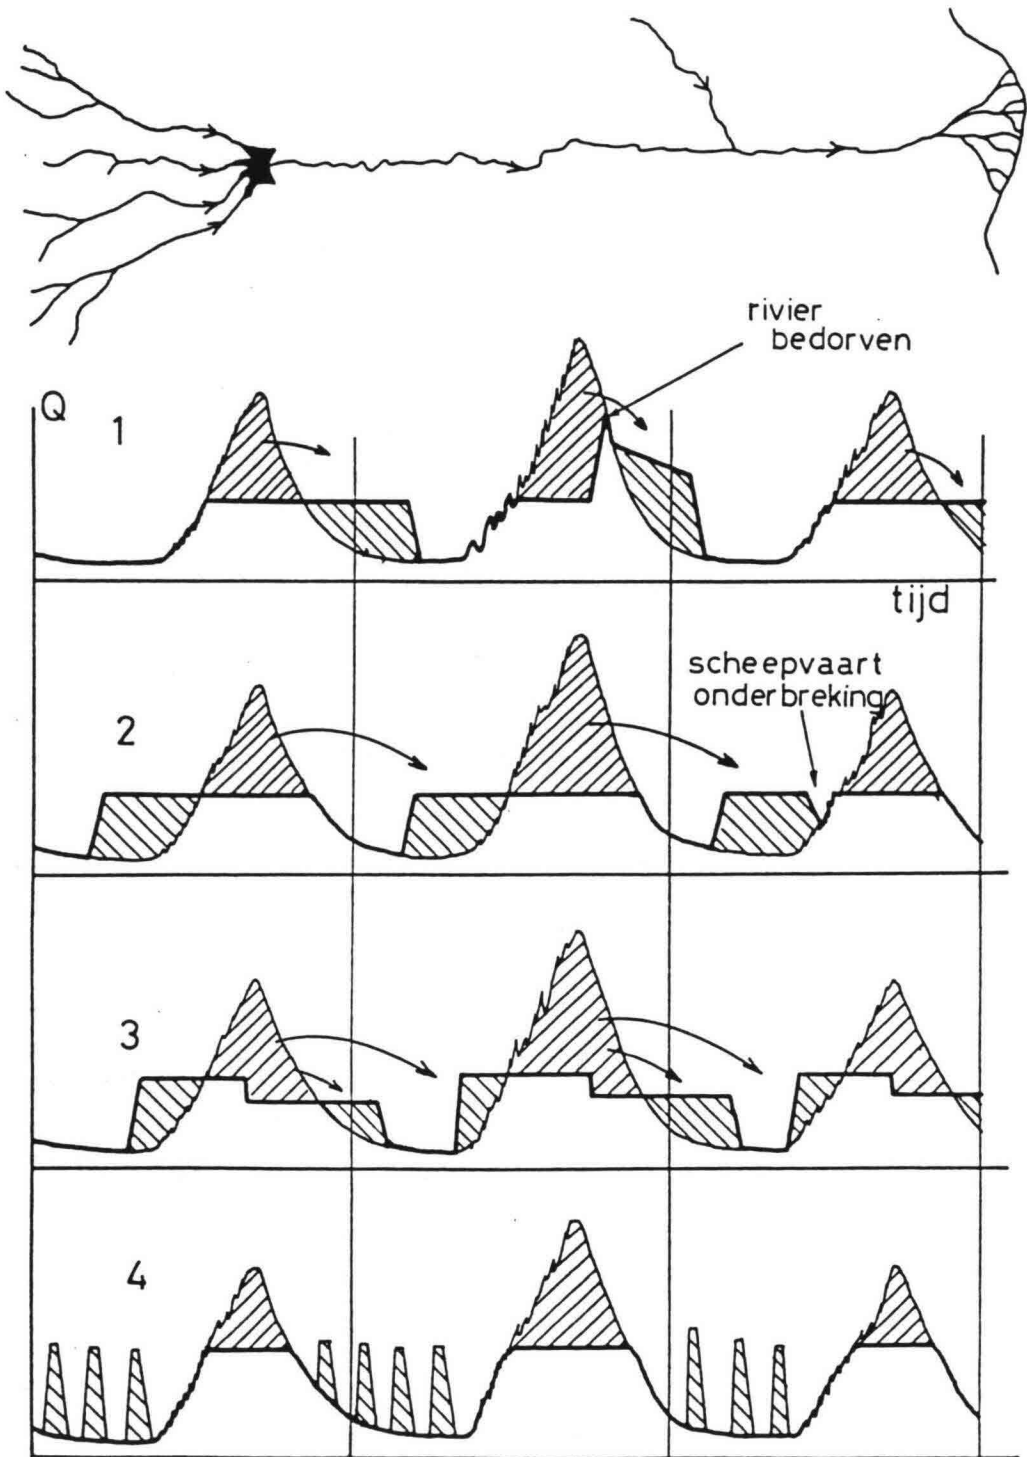 rivier
bedorven
Q
1
tijd
scheepvaart
onderbreking
2
3
4